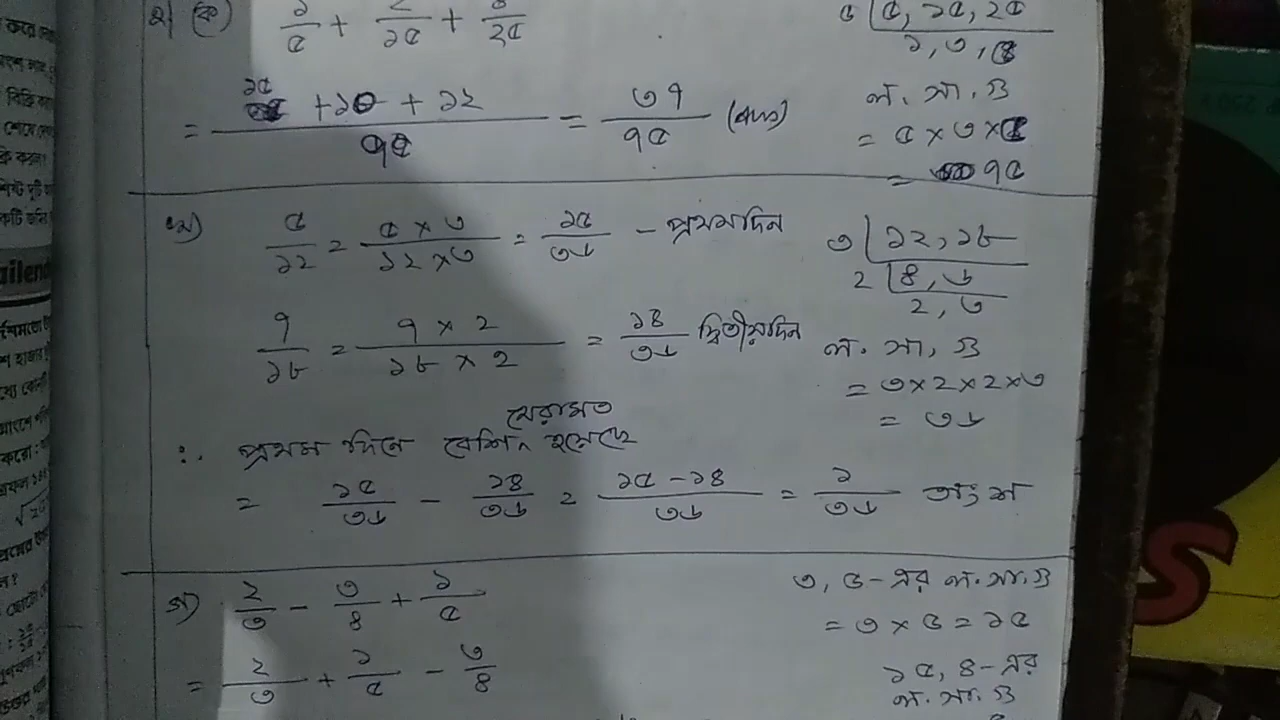 ২। (ক) ১/৫ + ২/১৫ + ৪/২৫
৫ | ৫, ১৫, ২৫
১, ৩, ৫
= (১৫ + ১০ + ১২)/৭৫ = ৩৭/৭৫ (Ans)
ল. সা. গু
= ৫ × ৩ × ৫
= ৭৫
খ) ৫/১২ = (৫ × ৩)/(১২ × ৩) = ১৫/৩৬ – প্রথমদিন
৩ | ১২, ১৮
২ | ৪, ৬
২, ৩
৭/১৮ = (৭ × ২)/(১৮ × ২) = ১৪/৩৬ দ্বিতীয়দিন
ল. সা. গু
= ৩ × ২ × ২ × ৩
= ৩৬
∴ প্রথম দিনে বেশি মেরামত হয়েছে
= ১৫/৩৬ – ১৪/৩৬ = (১৫ – ১৪)/৩৬ = ১/৩৬ অংশ
গ) ২/৩ – ৩/৪ + ১/৫
৩, ৫-এর ল. সা. গু
= ৩ × ৫ = ১৫
= ২/৩ + ১/৫ – ৩/৪
১৫, ৪-এর
ল. সা. গু